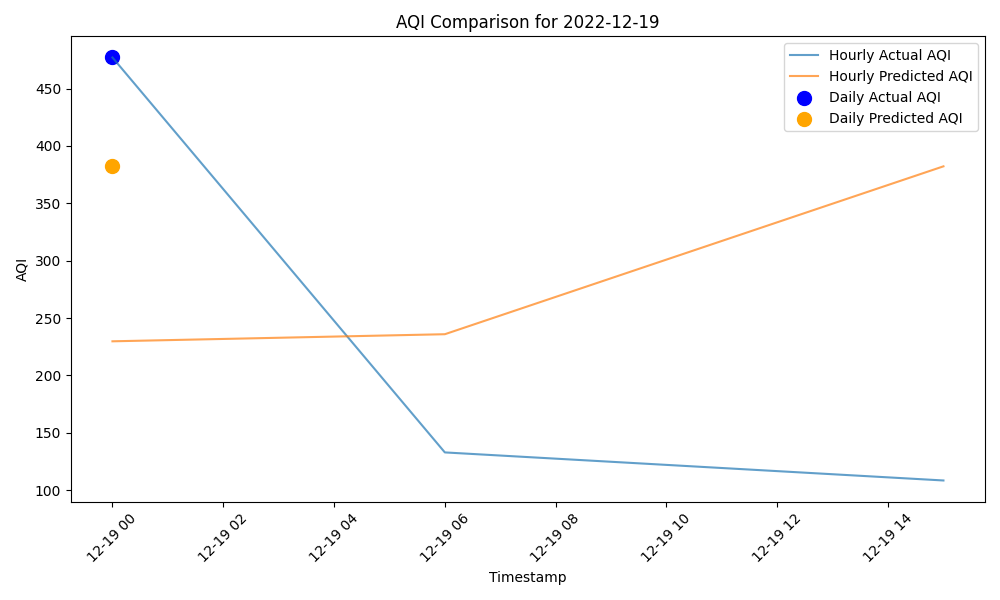 AQI Comparison for 2022-12-19
Hourly Actual AQI
Hourly Predicted AQI
Daily Actual AQI
Daily Predicted AQI
AQI
450
400
350
300
250
200
150
100
12-19 00
12-19 02
12-19 04
12-19 06
12-19 08
12-19 10
12-19 12
12-19 14
Timestamp